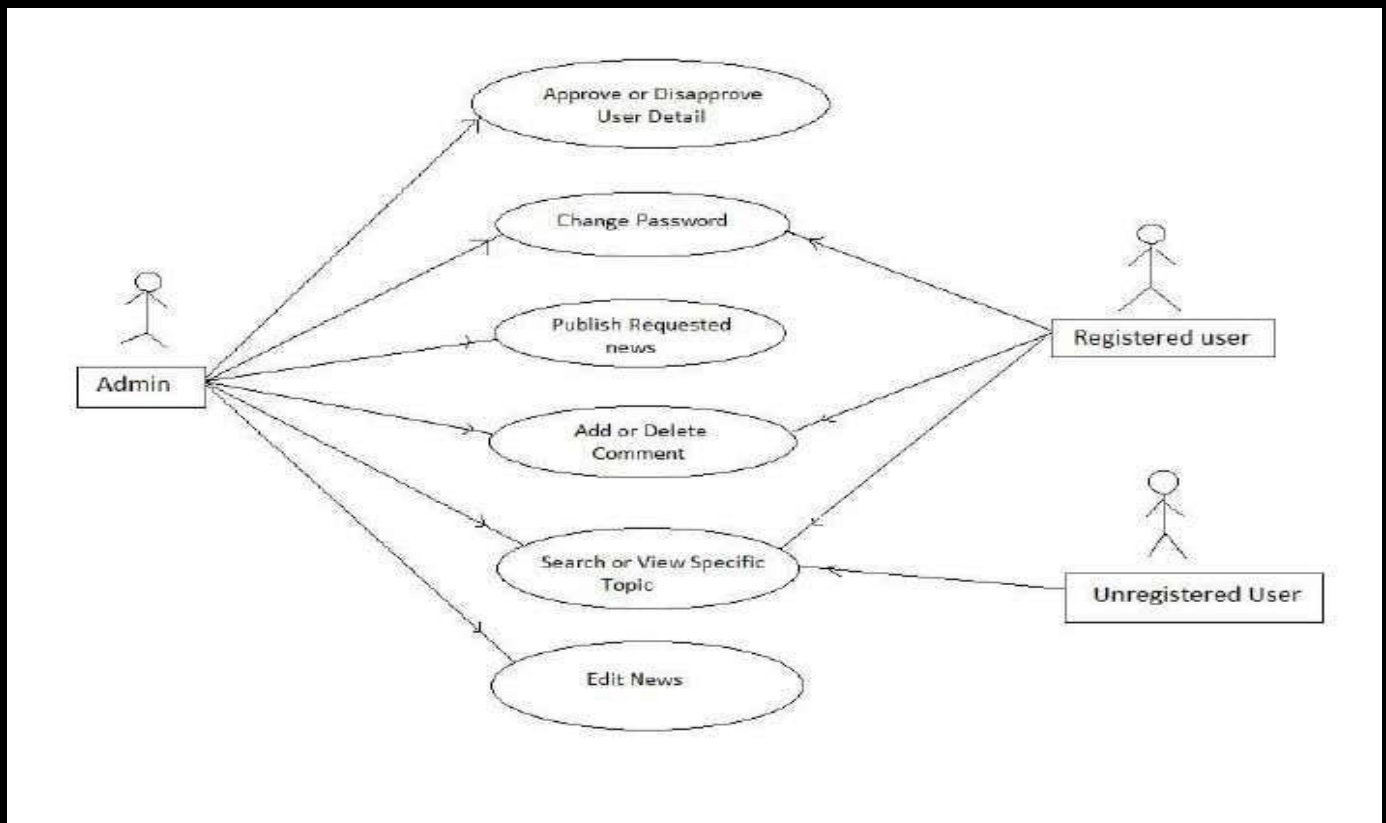 Approve or Disapprove
User Detail
Change Password
Publish Requested
news
Admin
Registered user
Add or Delete
Comment
Search or View Specific
Topic
Unregistered User
Edit News